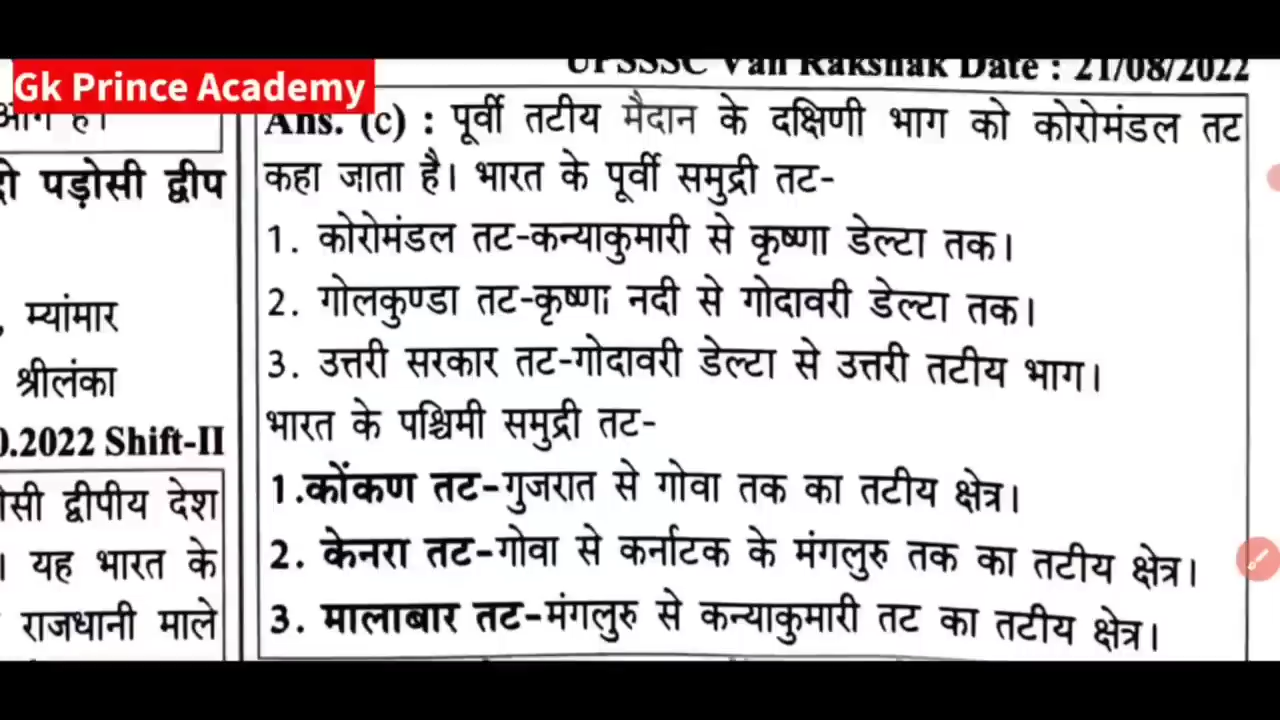 UPSSSC Van Rakshak Date : 21/08/2022
Gk Prince Academy
है।
पड़ोसी द्वीप
म्यांमार
श्रीलंका
.2022 Shift-II
द्वीपीय देश
। यह भारत के
राजधानी माले
Ans. (c) : पूर्वी तटीय मैदान के दक्षिणी भाग को कोरोमंडल तट
कहा जाता है। भारत के पूर्वी समुद्री तट-
1. कोरोमंडल तट-कन्याकुमारी से कृष्णा डेल्टा तक।
2. गोलकुण्डा तट-कृष्णा नदी से गोदावरी डेल्टा तक।
3. उत्तरी सरकार तट-गोदावरी डेल्टा से उत्तरी तटीय भाग।
भारत के पश्चिमी समुद्री तट-
1.कोंकण तट-गुजरात से गोवा तक का तटीय क्षेत्र।
2. केनरा तट-गोवा से कर्नाटक के मंगलुरु तक का तटीय क्षेत्र।
3. मालाबार तट-मंगलुरु से कन्याकुमारी तट का तटीय क्षेत्र।